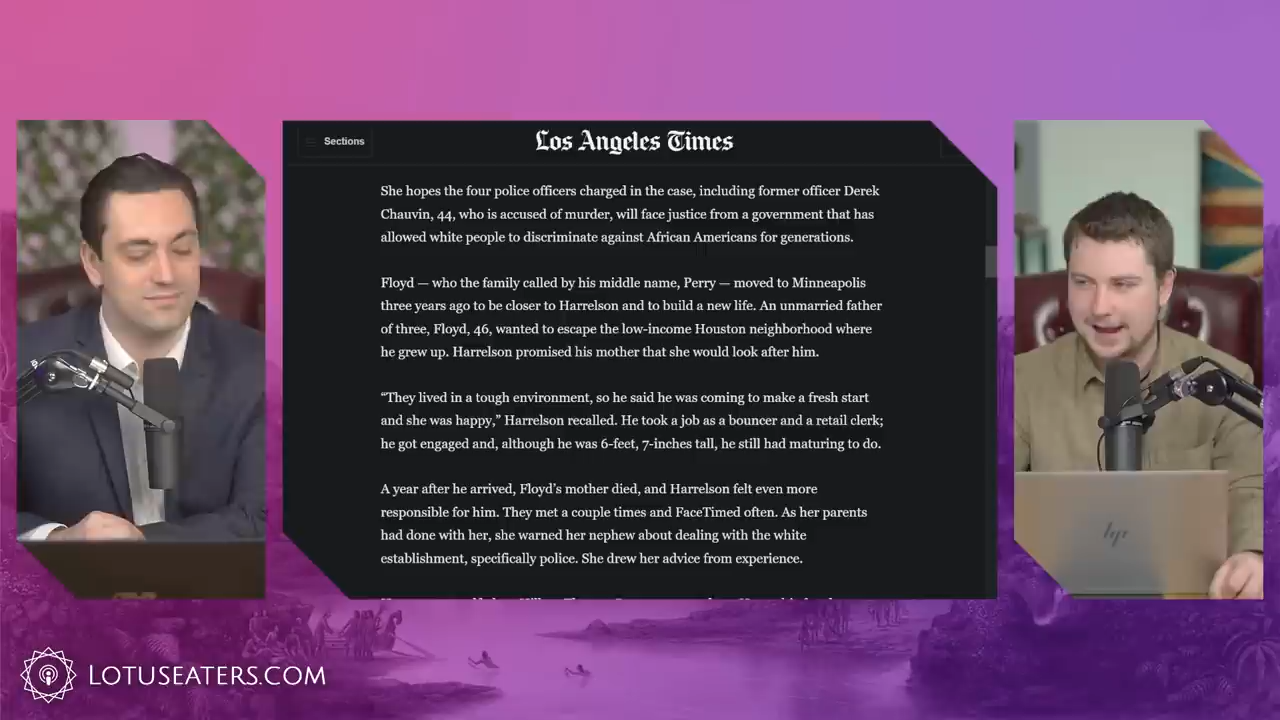 Sections
Los Angeles Times
She hopes the four police officers charged in the case, including former officer Derek
Chauvin, 44, who is accused of murder, will face justice from a government that has
allowed white people to discriminate against African Americans for generations.
Floyd — who the family called by his middle name, Perry — moved to Minneapolis
three years ago to be closer to Harrelson and to build a new life. An unmarried father
of three, Floyd, 46, wanted to escape the low-income Houston neighborhood where
he grew up. Harrelson promised his mother that she would look after him.
“They lived in a tough environment, so he said he was coming to make a fresh start
and she was happy,” Harrelson recalled. He took a job as a bouncer and a retail clerk;
he got engaged and, although he was 6-feet, 7-inches tall, he still had maturing to do.
A year after he arrived, Floyd’s mother died, and Harrelson felt even more
responsible for him. They met a couple times and FaceTimed often. As her parents
had done with her, she warned her nephew about dealing with the white
establishment, specifically police. She drew her advice from experience.
hp
LOTUSEATERS.COM